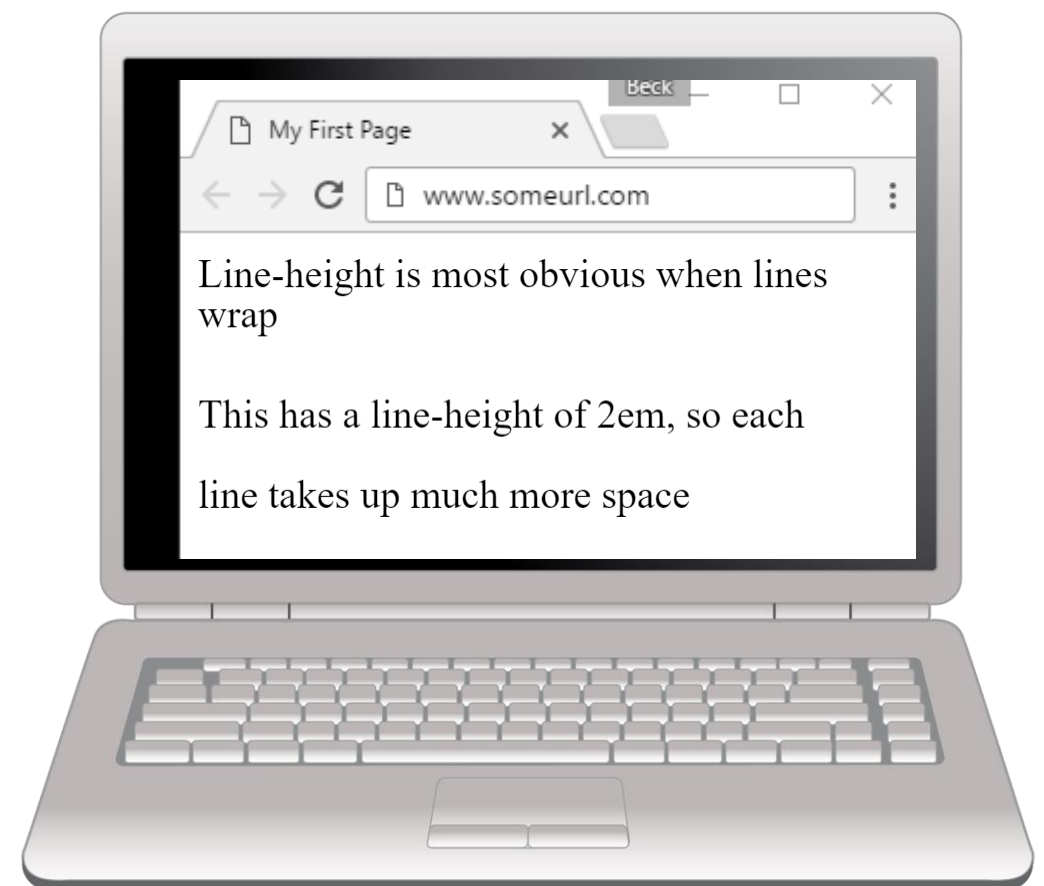 Beck
My First Page
www.someurl.com
Line-height is most obvious when lines
wrap
This has a line-height of 2em, so each
line takes up much more space